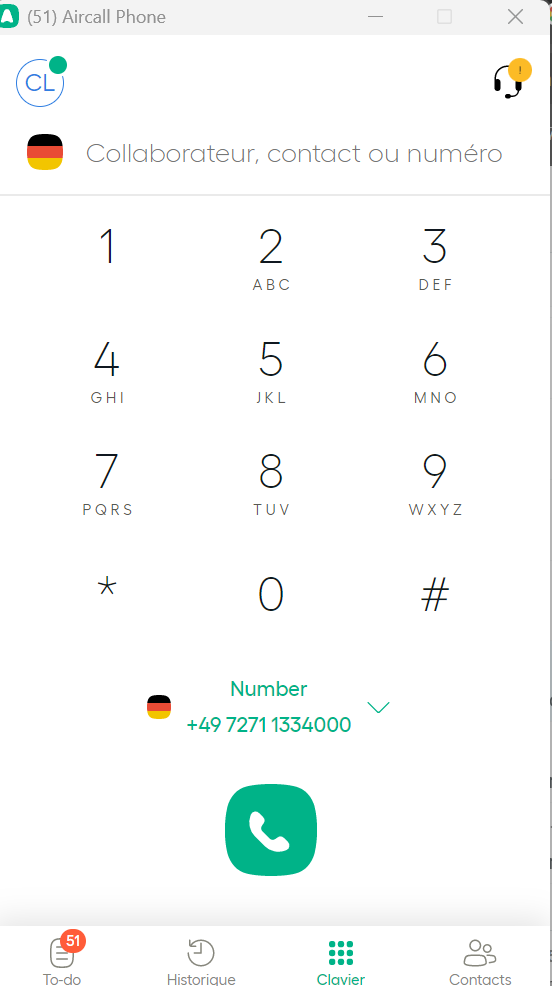 (51) Aircall Phone
CL
!
Collaborateur, contact ou numéro
1 2 3
ABC DEF
4 5 6
GHI JKL MNO
7 8 9
PQRS TUV WXYZ
* 0 #
Number
+49 7271 1334000
51
To-do Historique Clavier Contacts